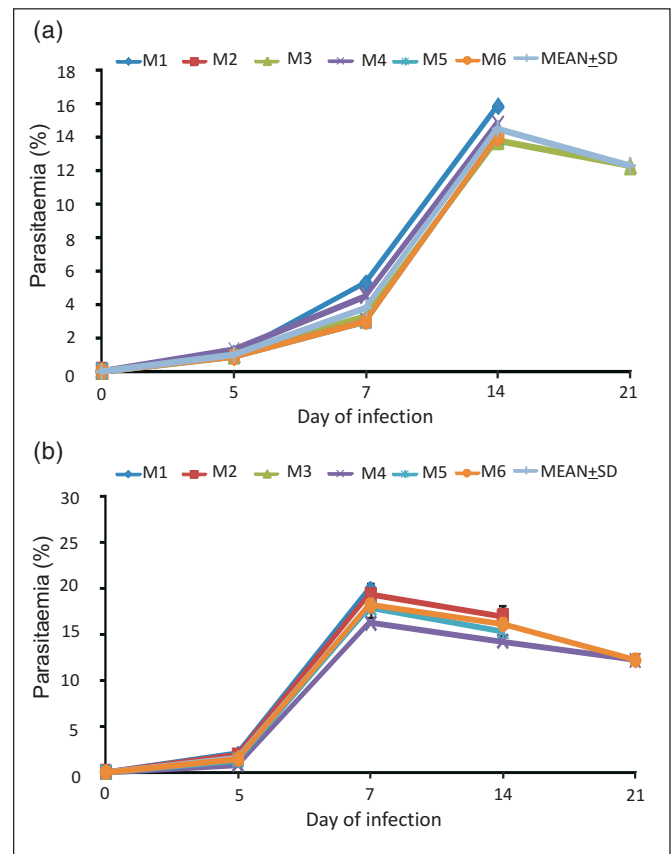 (a)
M1 M2 M3 M4 M5 M6 MEAN±SD
18
16
14
12
10
8
6
4
2
0
Parasitaemia (%)
0 5 7 14 21
Day of infection
(b)
M1 M2 M3 M4 M5 M6 MEAN±SD
30
25
20
15
10
5
0
Parasitaemia (%)
0 5 7 14 21
Day of infection